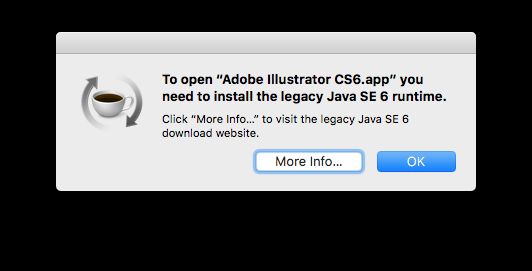 To open “Adobe Illustrator CS6.app” you
need to install the legacy Java SE 6 runtime.
Click “More Info...” to visit the legacy Java SE 6
download website.
More Info...
OK